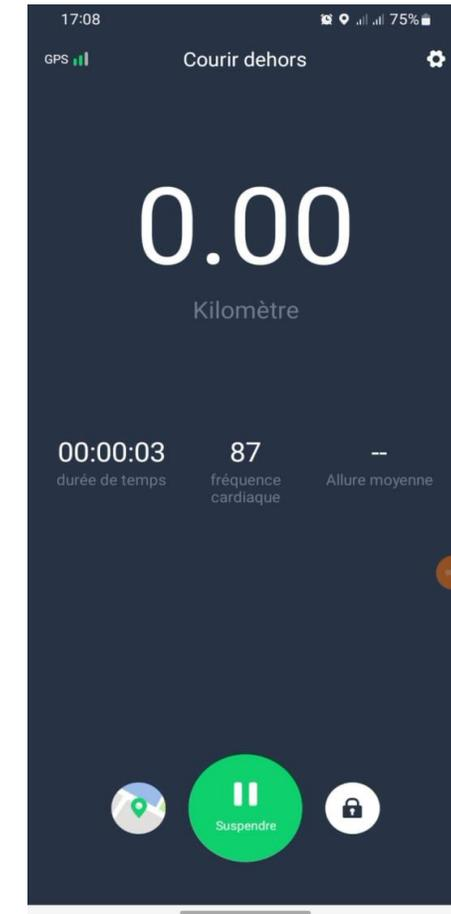 17:08 75%
GPS Courir dehors
0.00
Kilomètre
00:00:03 87 --
durée de temps fréquence Allure moyenne
cardiaque
Suspendre